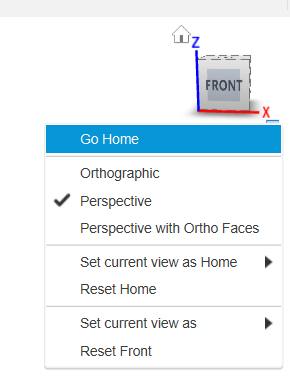 Z
FRONT
X
Go Home
Orthographic
Perspective
Perspective with Ortho Faces
Set current view as Home
Reset Home
Set current view as
Reset Front